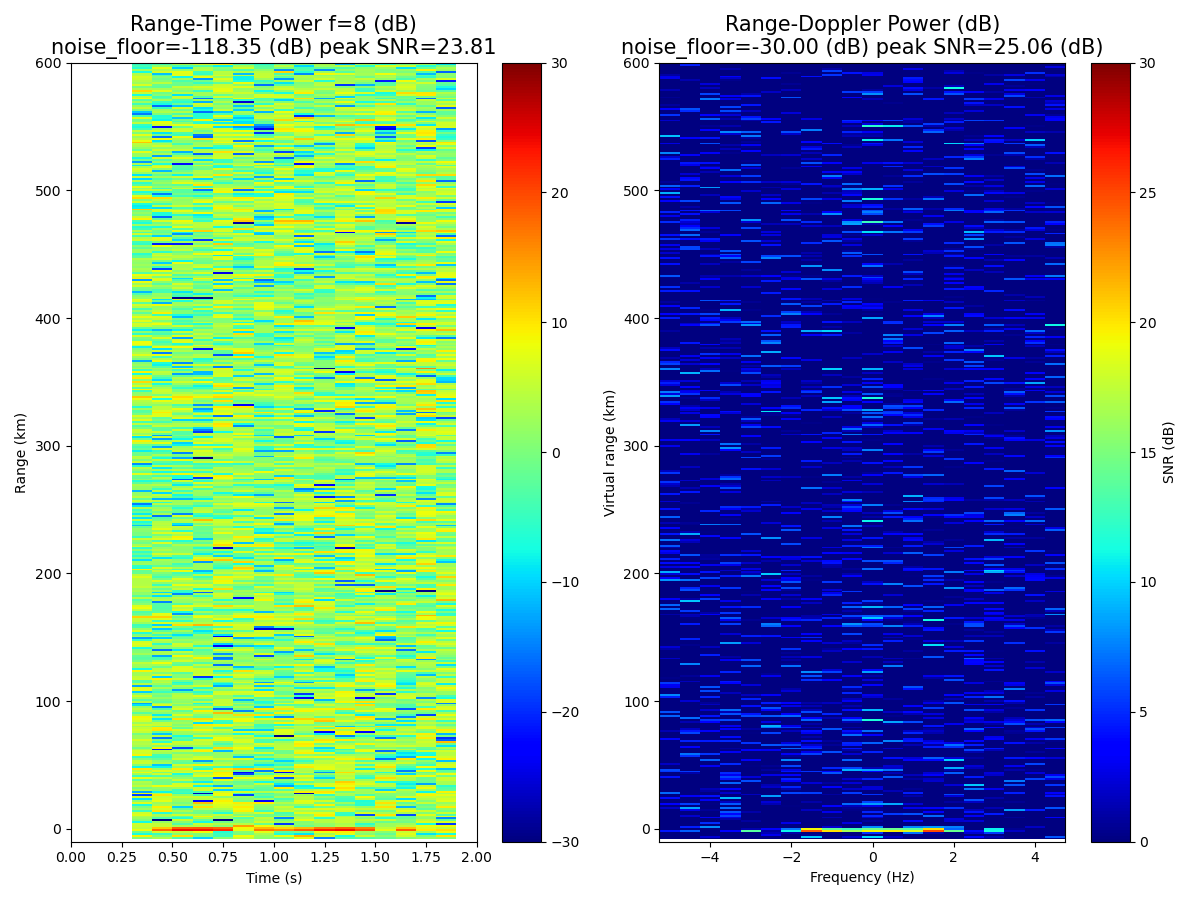 Range-Time Power f=8 (dB)
noise_floor=-118.35 (dB) peak SNR=23.81
Range-Doppler Power (dB)
noise_floor=-30.00 (dB) peak SNR=25.06 (dB)
600
500
400
300
200
100
0
Range (km)
0.00 0.25 0.50 0.75 1.00 1.25 1.50 1.75 2.00
Time (s)
30
20
10
0
−10
−20
−30
600
500
400
300
200
100
0
Virtual range (km)
−4 −2 0 2 4
Frequency (Hz)
30
25
20
15
10
5
0
SNR (dB)